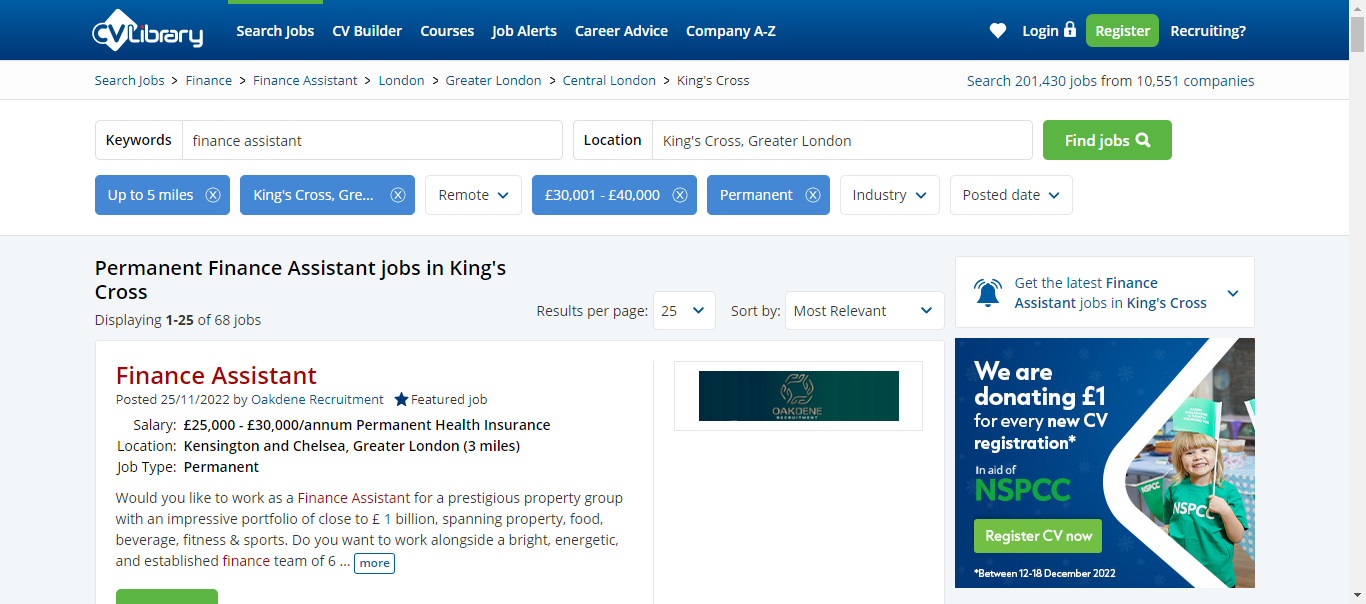 CVLibrary
Search Jobs CV Builder Courses Job Alerts Career Advice Company A-Z Login Register Recruiting?
Search Jobs > Finance > Finance Assistant > London > Greater London > Central London > King's Cross
Search 201,430 jobs from 10,551 companies
Keywords finance assistant Location King's Cross, Greater London Find jobs
Up to 5 miles King's Cross, Gre... Remote £30,001 - £40,000 Permanent Industry Posted date
Permanent Finance Assistant jobs in King's
Cross
Displaying 1-25 of 68 jobs
Results per page: 25 Sort by: Most Relevant
Finance Assistant
Posted 25/11/2022 by Oakdene Recruitment Featured job
Salary: £25,000 - £30,000/annum Permanent Health Insurance
Location: Kensington and Chelsea, Greater London (3 miles)
Job Type: Permanent
Would you like to work as a Finance Assistant for a prestigious property group
with an impressive portfolio of close to £ 1 billion, spanning property, food,
beverage, fitness & sports. Do you want to work alongside a bright, energetic,
and established finance team of 6 ... more
OAKDENE
RECRUITMENT
Get the latest Finance
Assistant jobs in King's Cross
We are
donating £1
for every new CV
registration*
In aid of
NSPCC
Register CV now
*Between 12-18 December 2022
NSPCC
NSPCC